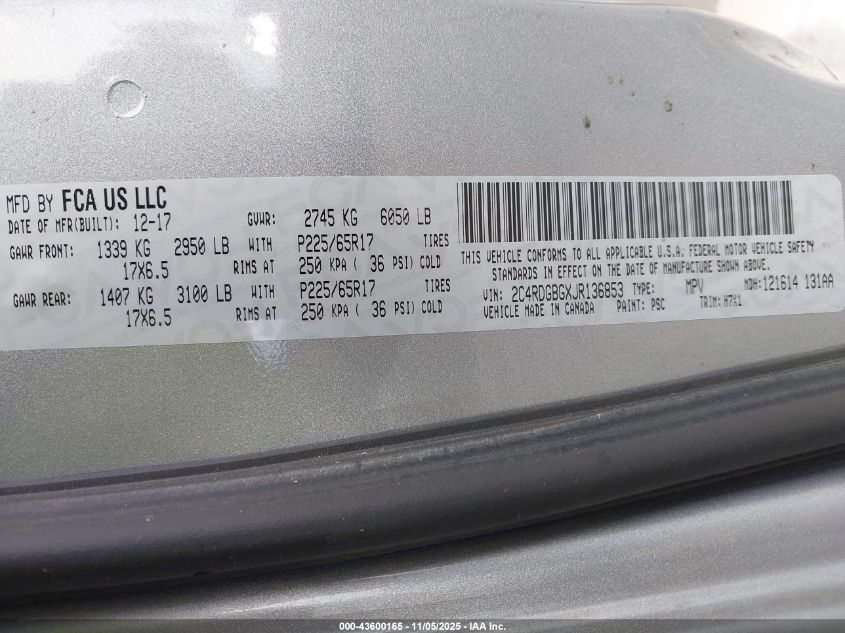 MFD BY FCA US LLC
DATE OF MFR(BUILT): 12-17 GVWR: 2745 KG 6050 LB
GAWR FRONT: 1339 KG 2950 LB WITH P225/65R17 TIRES
17X6.5 RIMS AT 250 KPA ( 36 PSI) COLD
GAWR REAR: 1407 KG 3100 LB WITH P225/65R17 TIRES
17X6.5 RIMS AT 250 KPA ( 36 PSI) COLD
THIS VEHICLE CONFORMS TO ALL APPLICABLE U.S.A. FEDERAL MOTOR VEHICLE SAFETY
STANDARDS IN EFFECT ON THE DATE OF MANUFACTURE SHOWN ABOVE.
VIN: 2C4RDGBGXJR136853 TYPE: MPV MDH:121614 131AA
VEHICLE MADE IN CANADA PAINT: PSC TRIM: H7X1
000-43600165 - 11/05/2025 - IAA Inc.